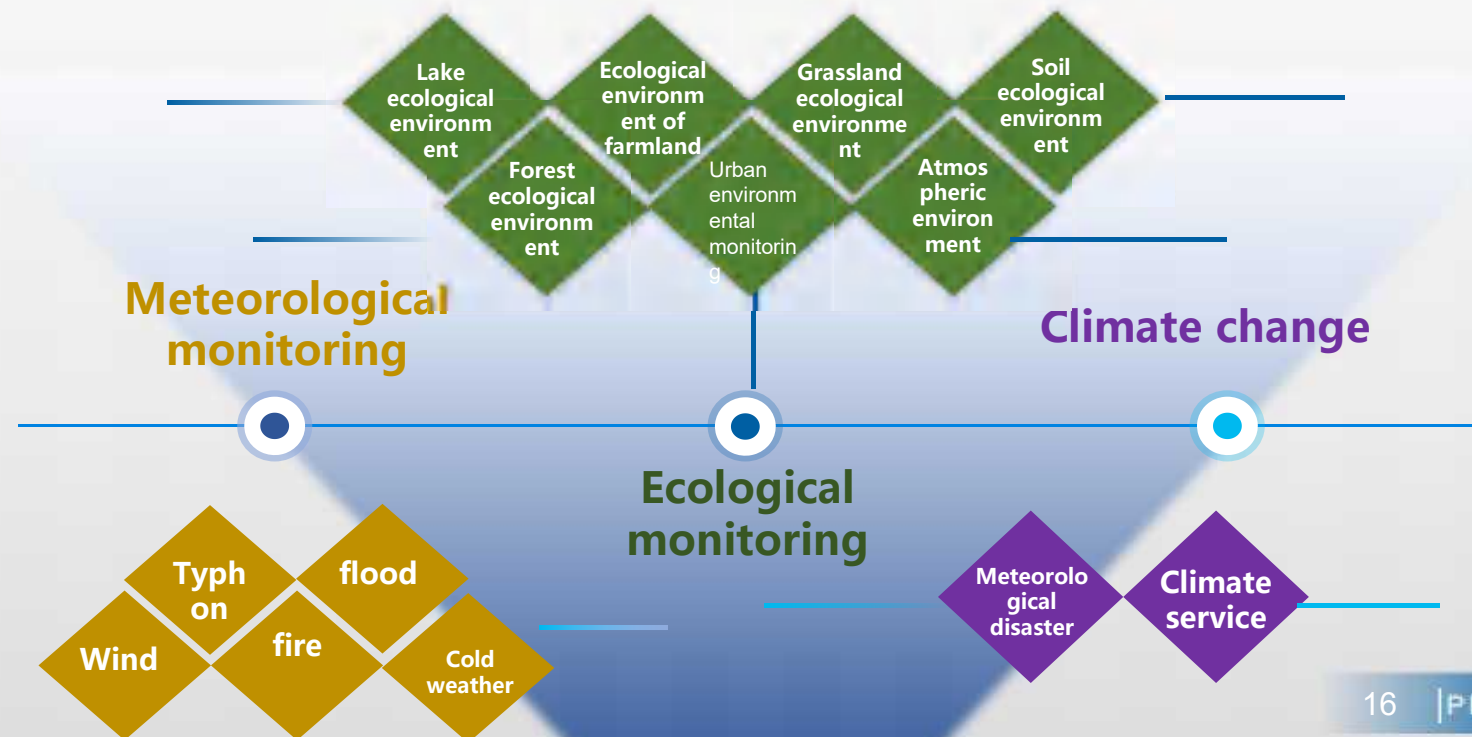 Lake
ecological
environm
ent
Ecological
environm
ent of
farmland
Grassland
ecological
environme
nt
Soil
ecological
environm
ent
Forest
ecological
environm
ent
Urban
environm
ental
monitorin
g
Atmos
pheric
environ
ment
Meteorological
monitoring
Climate change
Ecological
monitoring
Typh
on
flood
Wind
fire
Cold
weather
Meteorolo
gical
disaster
Climate
service
16